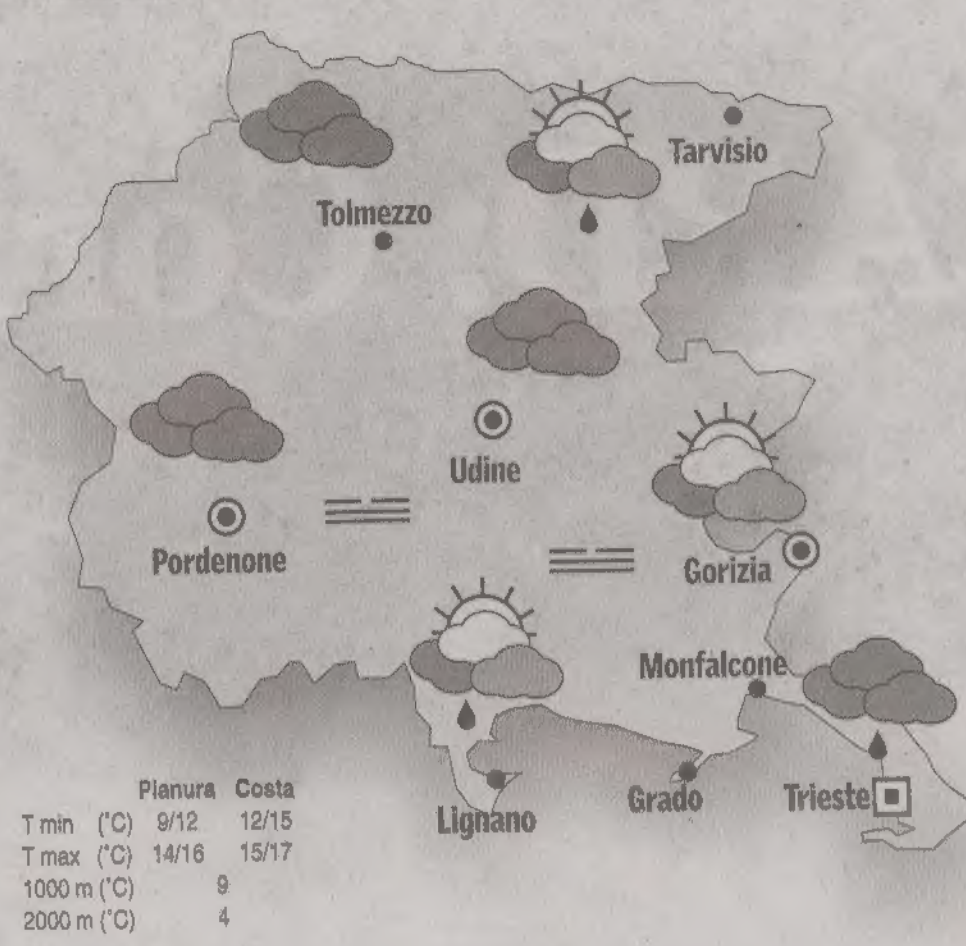 Tarvisio
Tolmezzo
Udine
Pordenone
Gorizia
Monfalcone
Lignano
Grado
Trieste
Pianura Costa
T min (°C) 9/12 12/15
T max (°C) 14/16 15/17
1000 m (°C) 9
2000 m (°C) 4